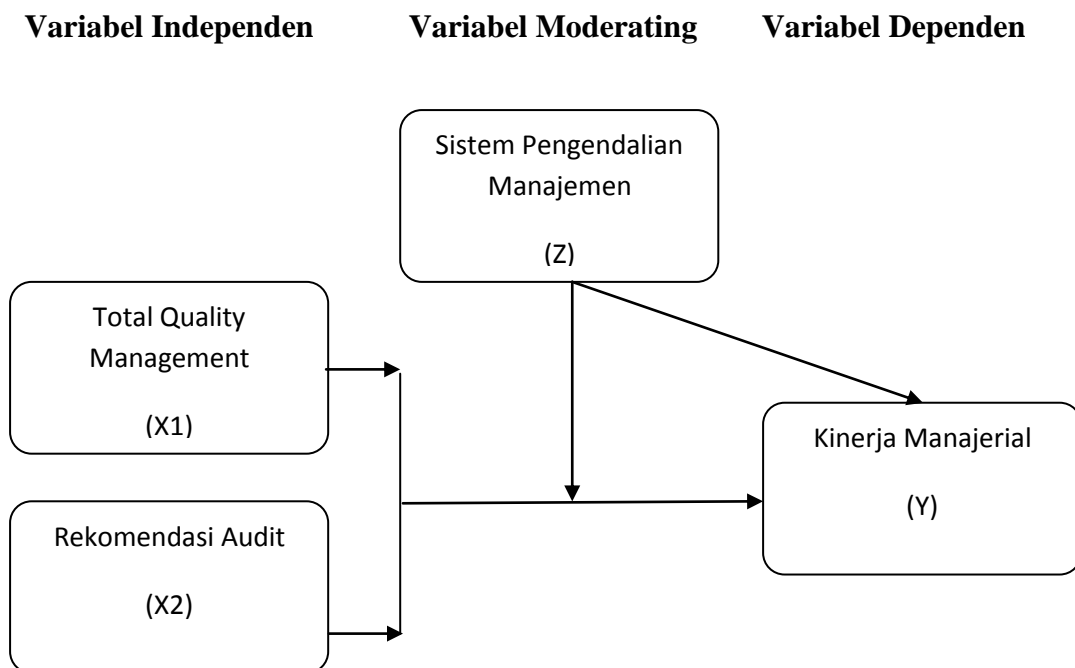 Variabel Independen Variabel Moderating Variabel Dependen
Sistem Pengendalian
Manajemen
(Z)
Total Quality
Management
(X1)
Kinerja Manajerial
(Y)
Rekomendasi Audit
(X2)